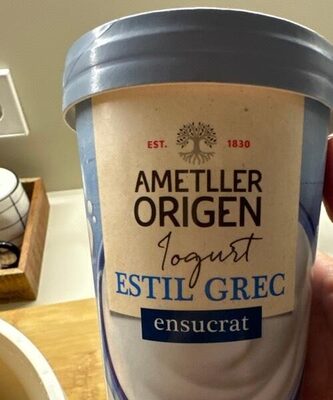 EST. 1830
AMETLLER
ORIGEN
Iogurt
ESTIL GREC
ensucrat